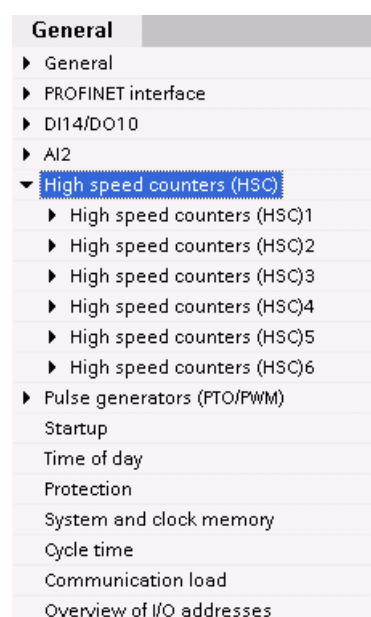 General
General
PROFINET interface
DI14/DO10
AI2
High speed counters (HSC)
High speed counters (HSC)1
High speed counters (HSC)2
High speed counters (HSC)3
High speed counters (HSC)4
High speed counters (HSC)5
High speed counters (HSC)6
Pulse generators (PTO/PWM)
Startup
Time of day
Protection
System and clock memory
Cycle time
Communication load
Overview of I/O addresses